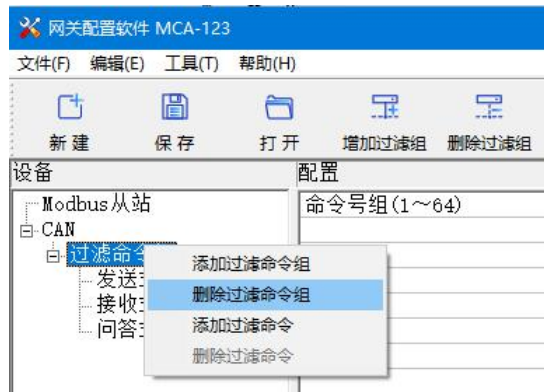 网关配置软件 MCA-123
文件(F) 编辑(E) 工具(T) 帮助(H)
新建 保存 打开 增加过滤组 删除过滤组
设备 配置
Modbus从站 命令号组(1～64)
CAN
过滤命
添加过滤命令组
发送
删除过滤命令组
接收
添加过滤命令
问答
删除过滤命令